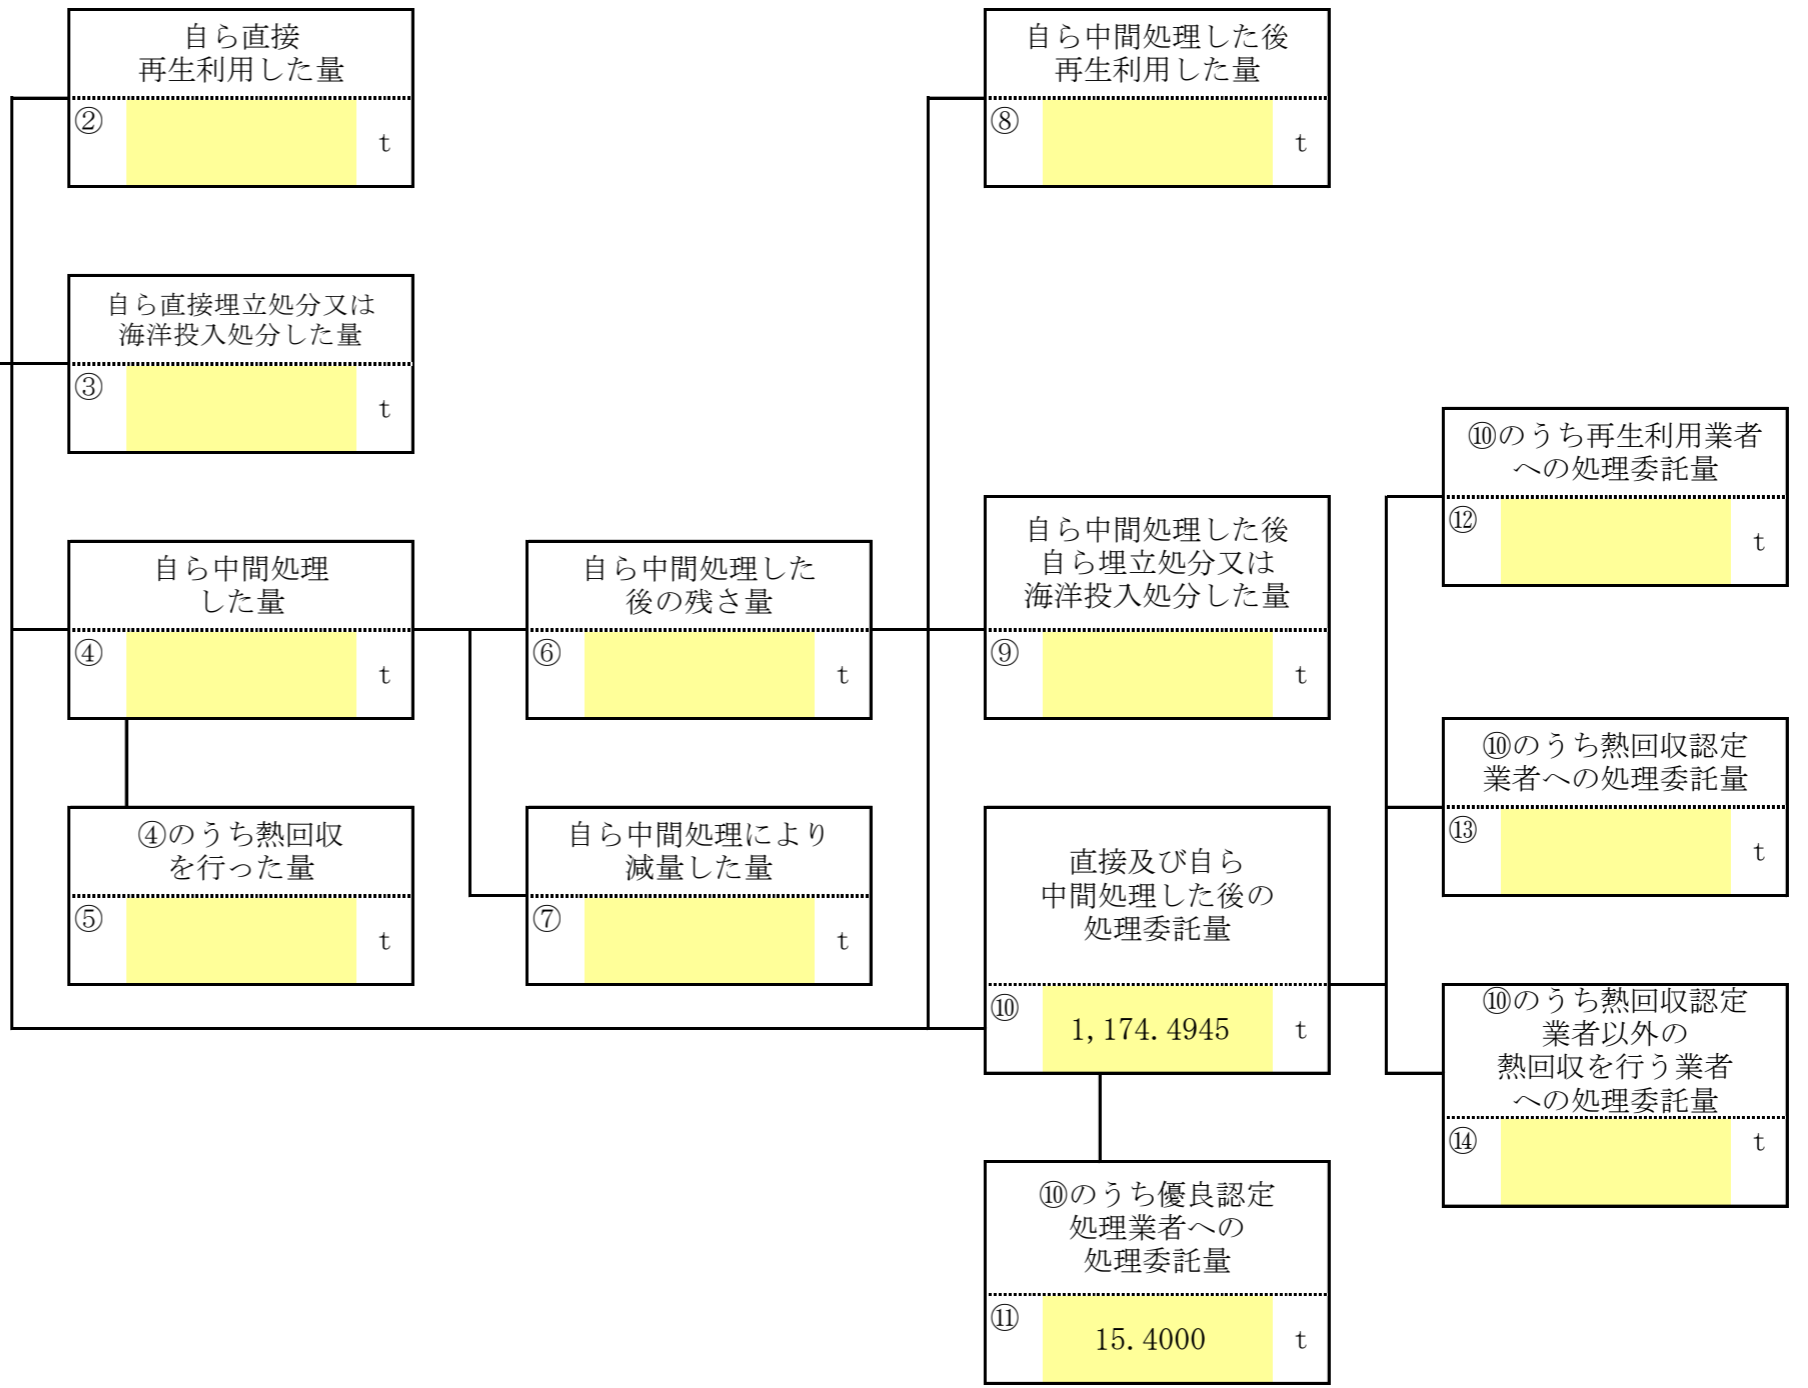 自ら直接
再生利用した量
②
t
自ら中間処理した後
再生利用した量
⑧
t
自ら直接埋立処分又は
海洋投入処分した量
③
t
⑩のうち再生利用業者
への処理委託量
⑫
t
自ら中間処理
した量
④
t
自ら中間処理した
後の残さ量
⑥
t
自ら中間処理した後
自ら埋立処分又は
海洋投入処分した量
⑨
t
⑩のうち熱回収認定
業者への処理委託量
⑬
t
④のうち熱回収
を行った量
⑤
t
自ら中間処理により
減量した量
⑦
t
直接及び自ら
中間処理した後の
処理委託量
⑩
1,174.4945 t
⑩のうち熱回収認定
業者以外の
熱回収を行う業者
への処理委託量
⑭
t
⑩のうち優良認定
処理業者への
処理委託量
⑪
15.4000 t